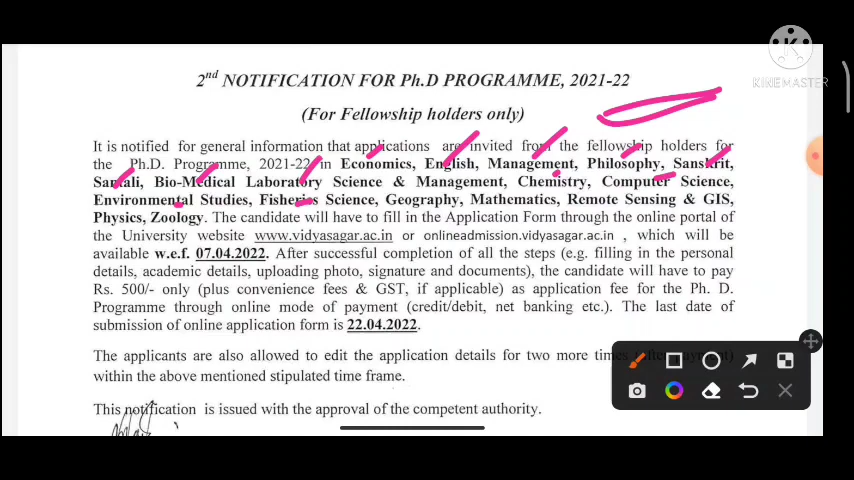 KINEMASTER
2nd NOTIFICATION FOR Ph.D PROGRAMME, 2021-22
(For Fellowship holders only)
It is notified for general information that applications are invited from the fellowship holders for
the Ph.D. Programme, 2021-22 in Economics, English, Management, Philosophy, Sanskrit,
Santali, Bio-Medical Laboratory Science & Management, Chemistry, Computer Science,
Environmental Studies, Fisheries Science, Geography, Mathematics, Remote Sensing & GIS,
Physics, Zoology. The candidate will have to fill in the Application Form through the online portal of
the University website www.vidyasagar.ac.in or onlineadmission.vidyasagar.ac.in , which will be
available w.e.f. 07.04.2022. After successful completion of all the steps (e.g. filling in the personal
details, academic details, uploading photo, signature and documents), the candidate will have to pay
Rs. 500/- only (plus convenience fees & GST, if applicable) as application fee for the Ph. D.
Programme through online mode of payment (credit/debit, net banking etc.). The last date of
submission of online application form is 22.04.2022.
The applicants are also allowed to edit the application details for two more times (after payment)
within the above mentioned stipulated time frame.
This notification is issued with the approval of the competent authority.